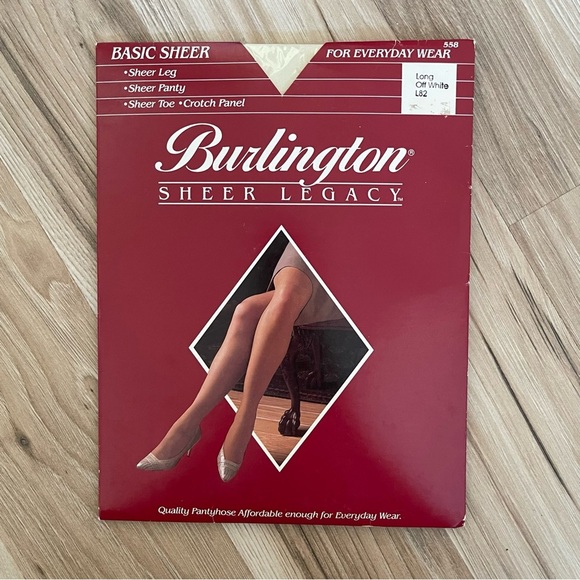 558
BASIC SHEER
FOR EVERYDAY WEAR
•Sheer Leg
•Sheer Panty
•Sheer Toe •Crotch Panel
Long
Off White
L82
Burlington®
SHEER LEGACY™
Quality Pantyhose Affordable enough for Everyday Wear.